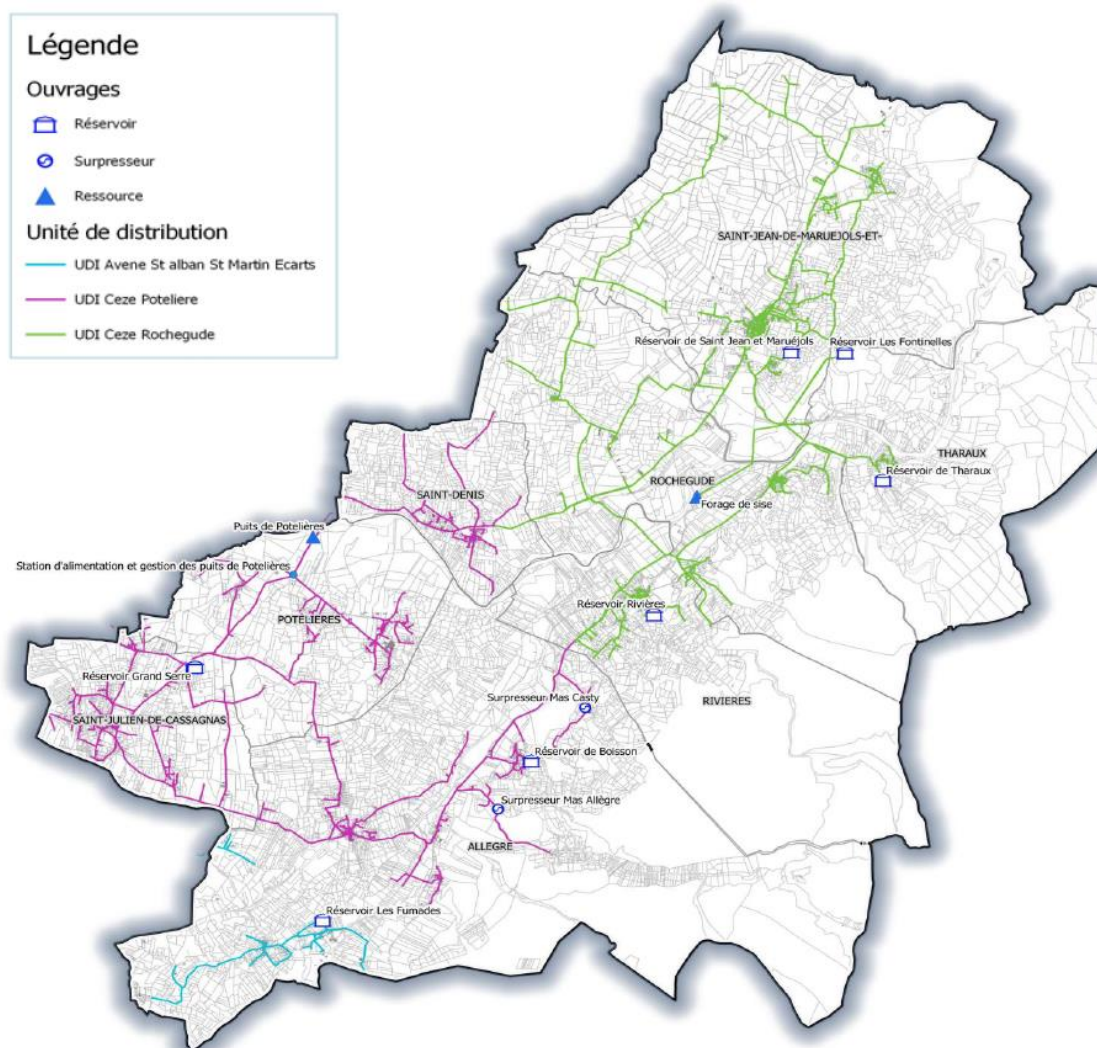 Légende
Ouvrages
Réservoir
Surpresseur
Ressource
Unité de distribution
UDI Avene St alban St Martin Ecarts
UDI Ceze Poteliere
UDI Ceze Rochegude
SAINT-JEAN-DE-MARUEJOLS-ET-
Réservoir de Saint Jean et Maruéjols
Réservoir Les Fontinelles
THARAUX
Réservoir de Tharaux
ROCHEGUDE
Forage de sise
SAINT-DENIS
Puits de Potelières
Station d'alimentation et gestion des puits de Potelières
POTELIERES
Réservoir Rivières
Réservoir Grand Serre
SAINT-JULIEN-DE-CASSAGNAS
Surpresseur Mas Casty
RIVIERES
Réservoir de Boisson
Surpresseur Mas Allègre
ALLEGRE
Réservoir Les Fumades